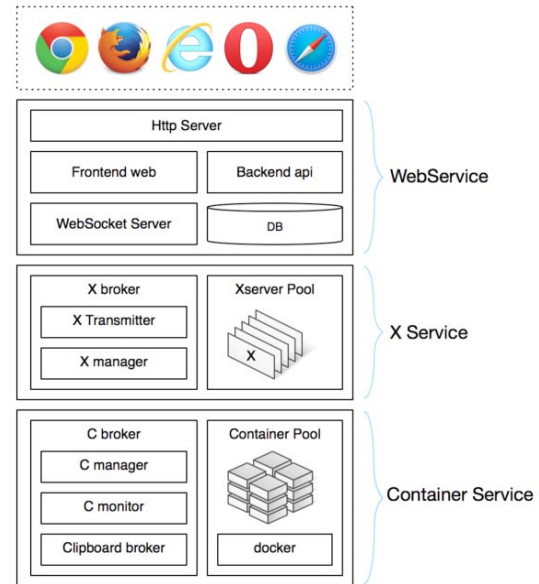 Http Server
Frontend web
Backend api
WebSocket Server
DB
WebService
X broker
X Transmitter
X manager
Xserver Pool
X
X Service
C broker
C manager
C monitor
Clipboard broker
Container Pool
docker
Container Service